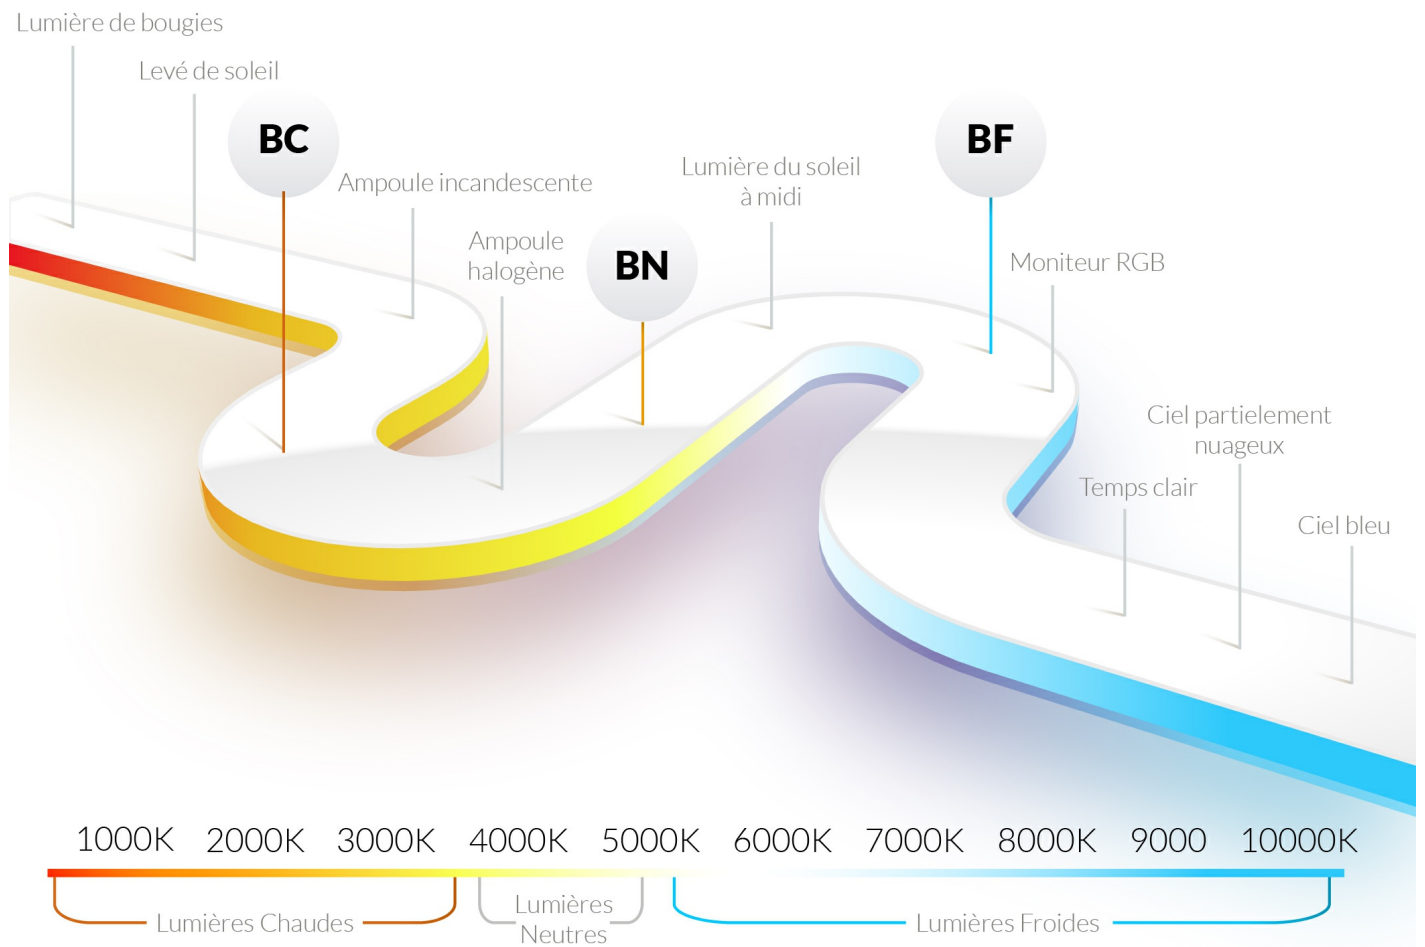 Lumière de bougies
Levé de soleil
BC
Ampoule incandescente
Ampoule
halogène
BN
Lumière du soleil
à midi
BF
Moniteur RGB
Ciel partielement
nuageux
Temps clair
Ciel bleu
1000K 2000K 3000K 4000K 5000K 6000K 7000K 8000K 9000 10000K
Lumières Chaudes
Lumières
Neutres
Lumières Froides